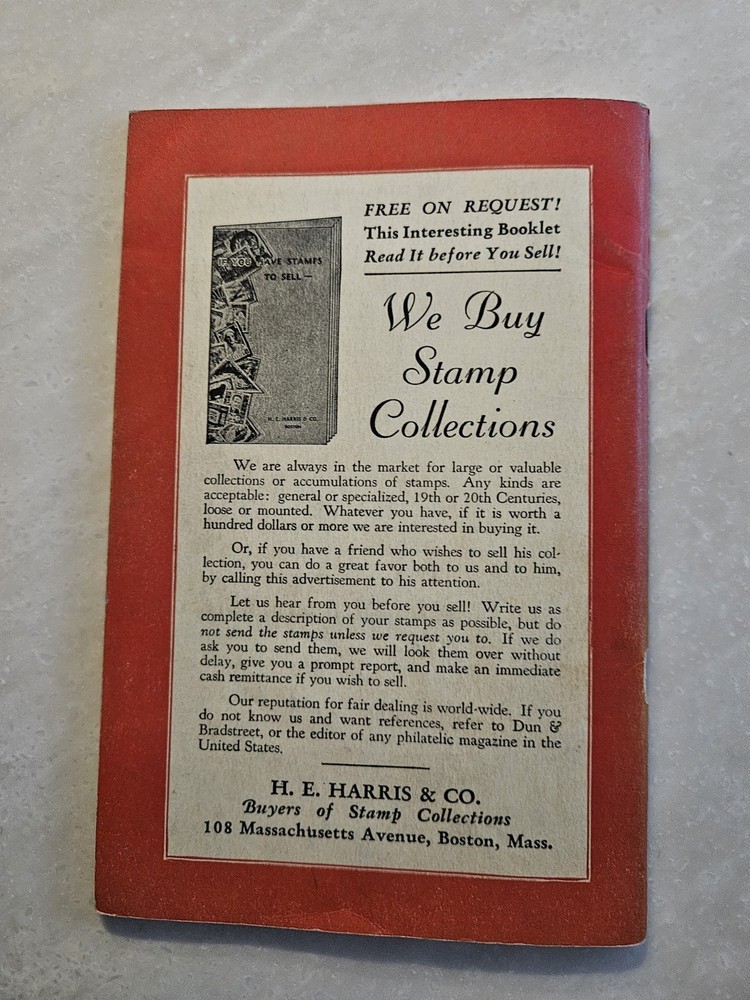 FREE ON REQUEST!
This Interesting Booklet
Read It before You Sell!
IF YOU HAVE STAMPS
TO SELL—
H. E. HARRIS & CO.
BOSTON
We Buy
Stamp
Collections
We are always in the market for large or valuable
collections or accumulations of stamps. Any kinds are
acceptable: general or specialized, 19th or 20th Centuries,
loose or mounted. Whatever you have, if it is worth a
hundred dollars or more we are interested in buying it.
Or, if you have a friend who wishes to sell his col-
lection, you can do a great favor both to us and to him,
by calling this advertisement to his attention.
Let us hear from you before you sell! Write us as
complete a description of your stamps as possible, but do
not send the stamps unless we request you to. If we do
ask you to send them, we will look them over without
delay, give you a prompt report, and make an immediate
cash remittance if you wish to sell.
Our reputation for fair dealing is world-wide. If you
do not know us and want references, refer to Dun &
Bradstreet, or the editor of any philatelic magazine in the
United States.
H. E. HARRIS & CO.
Buyers of Stamp Collections
108 Massachusetts Avenue, Boston, Mass.